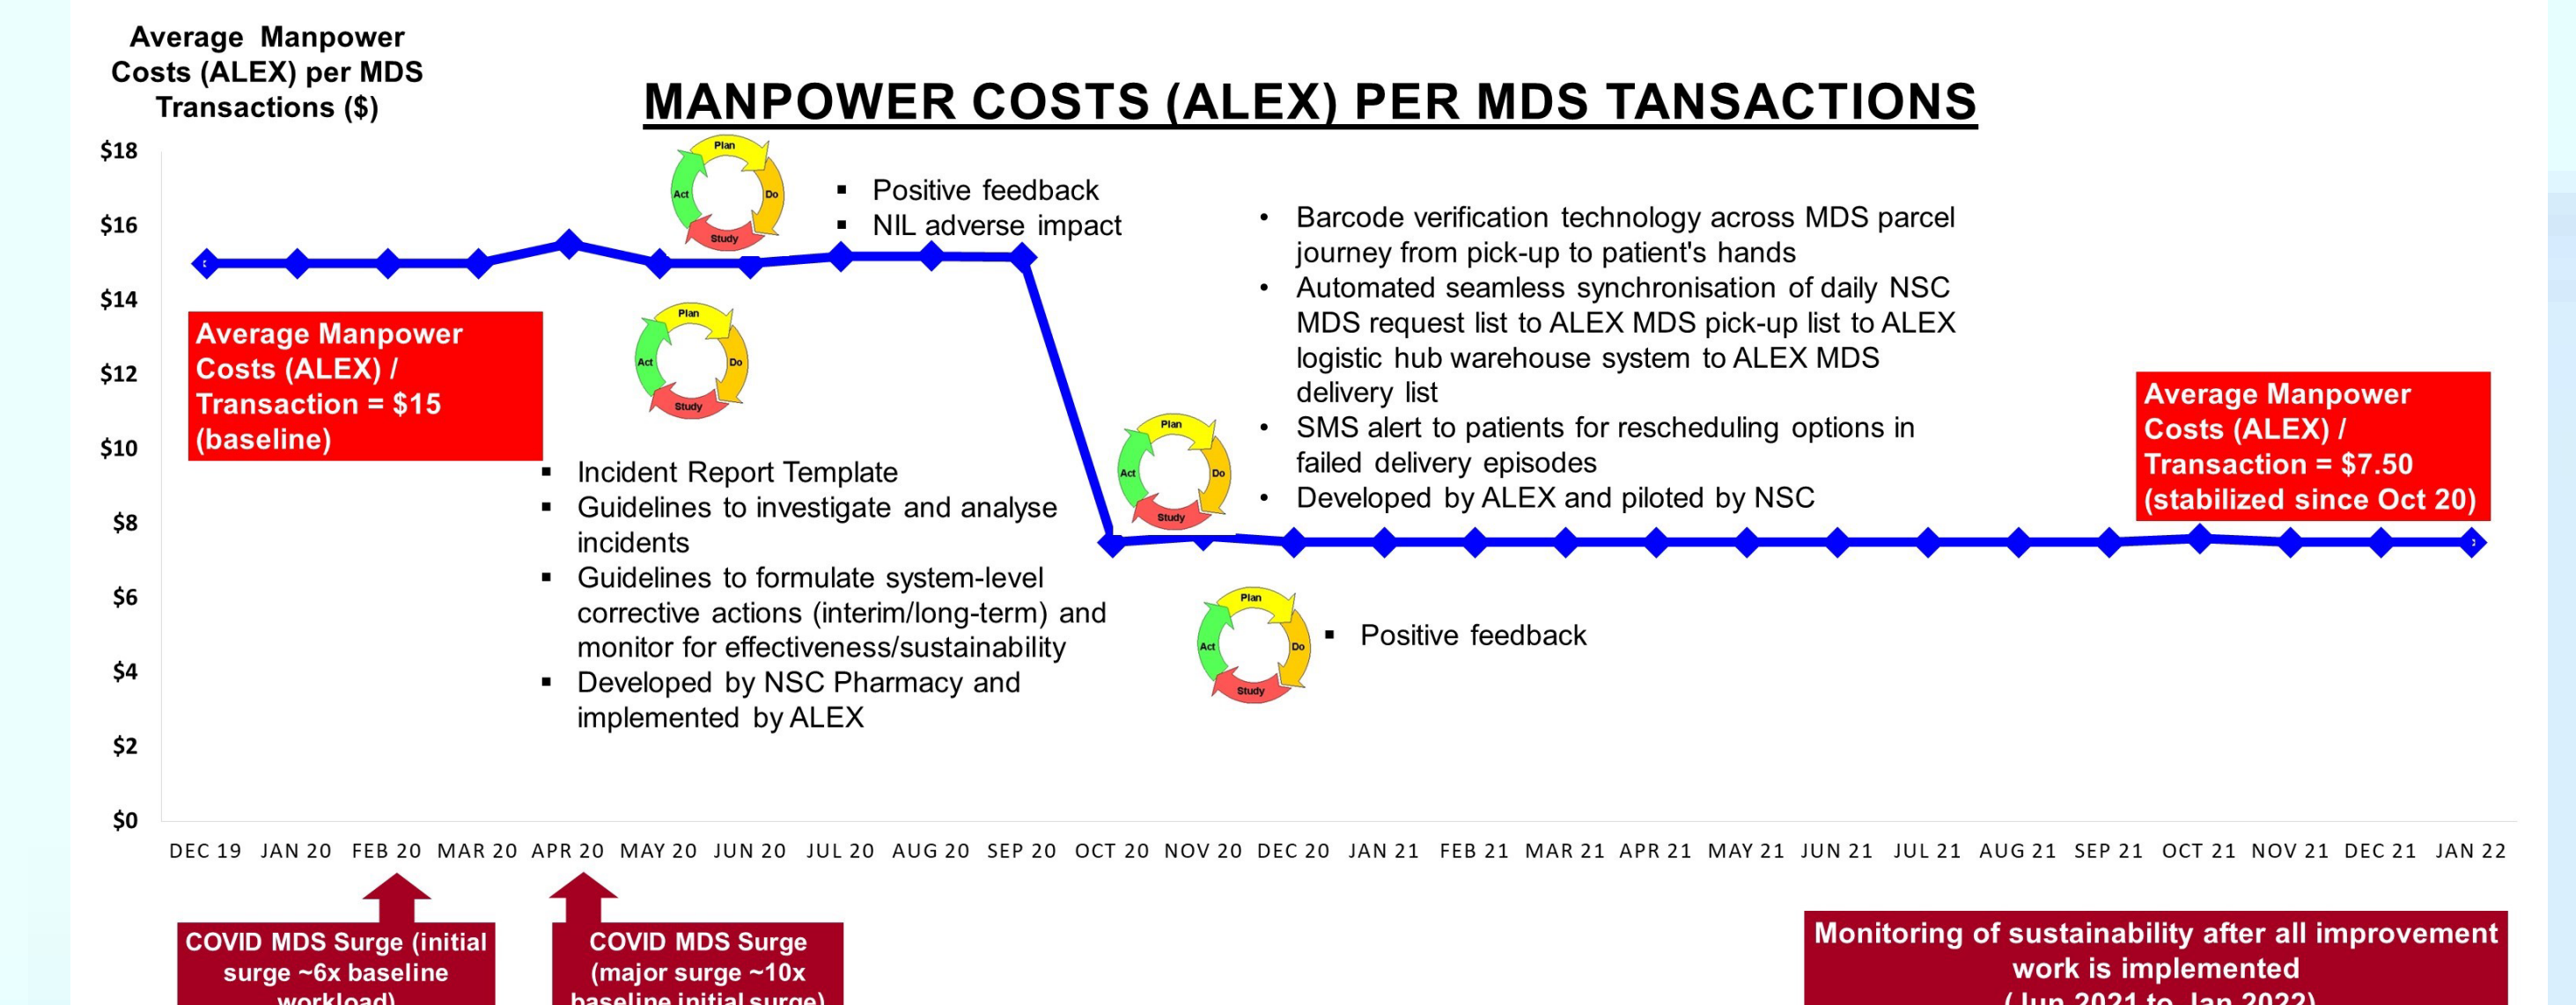 Average Manpower
Costs (ALEX) per MDS
Transactions ($)
MANPOWER COSTS (ALEX) PER MDS TANSACTIONS
$18
$16
$14
$12
$10
$8
$6
$4
$2
$0
Plan
Do
Study
Act
▪ Positive feedback
▪ NIL adverse impact
Average Manpower
Costs (ALEX) /
Transaction = $15
(baseline)
Plan
Do
Study
Act
▪ Incident Report Template
▪ Guidelines to investigate and analyse
incidents
▪ Guidelines to formulate system-level
corrective actions (interim/long-term) and
monitor for effectiveness/sustainability
▪ Developed by NSC Pharmacy and
implemented by ALEX
Plan
Do
Study
Act
• Barcode verification technology across MDS parcel
journey from pick-up to patient's hands
• Automated seamless synchronisation of daily NSC
MDS request list to ALEX MDS pick-up list to ALEX
logistic hub warehouse system to ALEX MDS
delivery list
• SMS alert to patients for rescheduling options in
failed delivery episodes
• Developed by ALEX and piloted by NSC
Average Manpower
Costs (ALEX) /
Transaction = $7.50
(stabilized since Oct 20)
Plan
Do
Study
Act
▪ Positive feedback
DEC 19 JAN 20 FEB 20 MAR 20 APR 20 MAY 20 JUN 20 JUL 20 AUG 20 SEP 20 OCT 20 NOV 20 DEC 20 JAN 21 FEB 21 MAR 21 APR 21 MAY 21 JUN 21 JUL 21 AUG 21 SEP 21 OCT 21 NOV 21 DEC 21 JAN 22
COVID MDS Surge (initial
surge ~6x baseline
workload)
COVID MDS Surge
(major surge ~10x
baseline initial surge)
Monitoring of sustainability after all improvement
work is implemented
(Jun 2021 to Jan 2022)